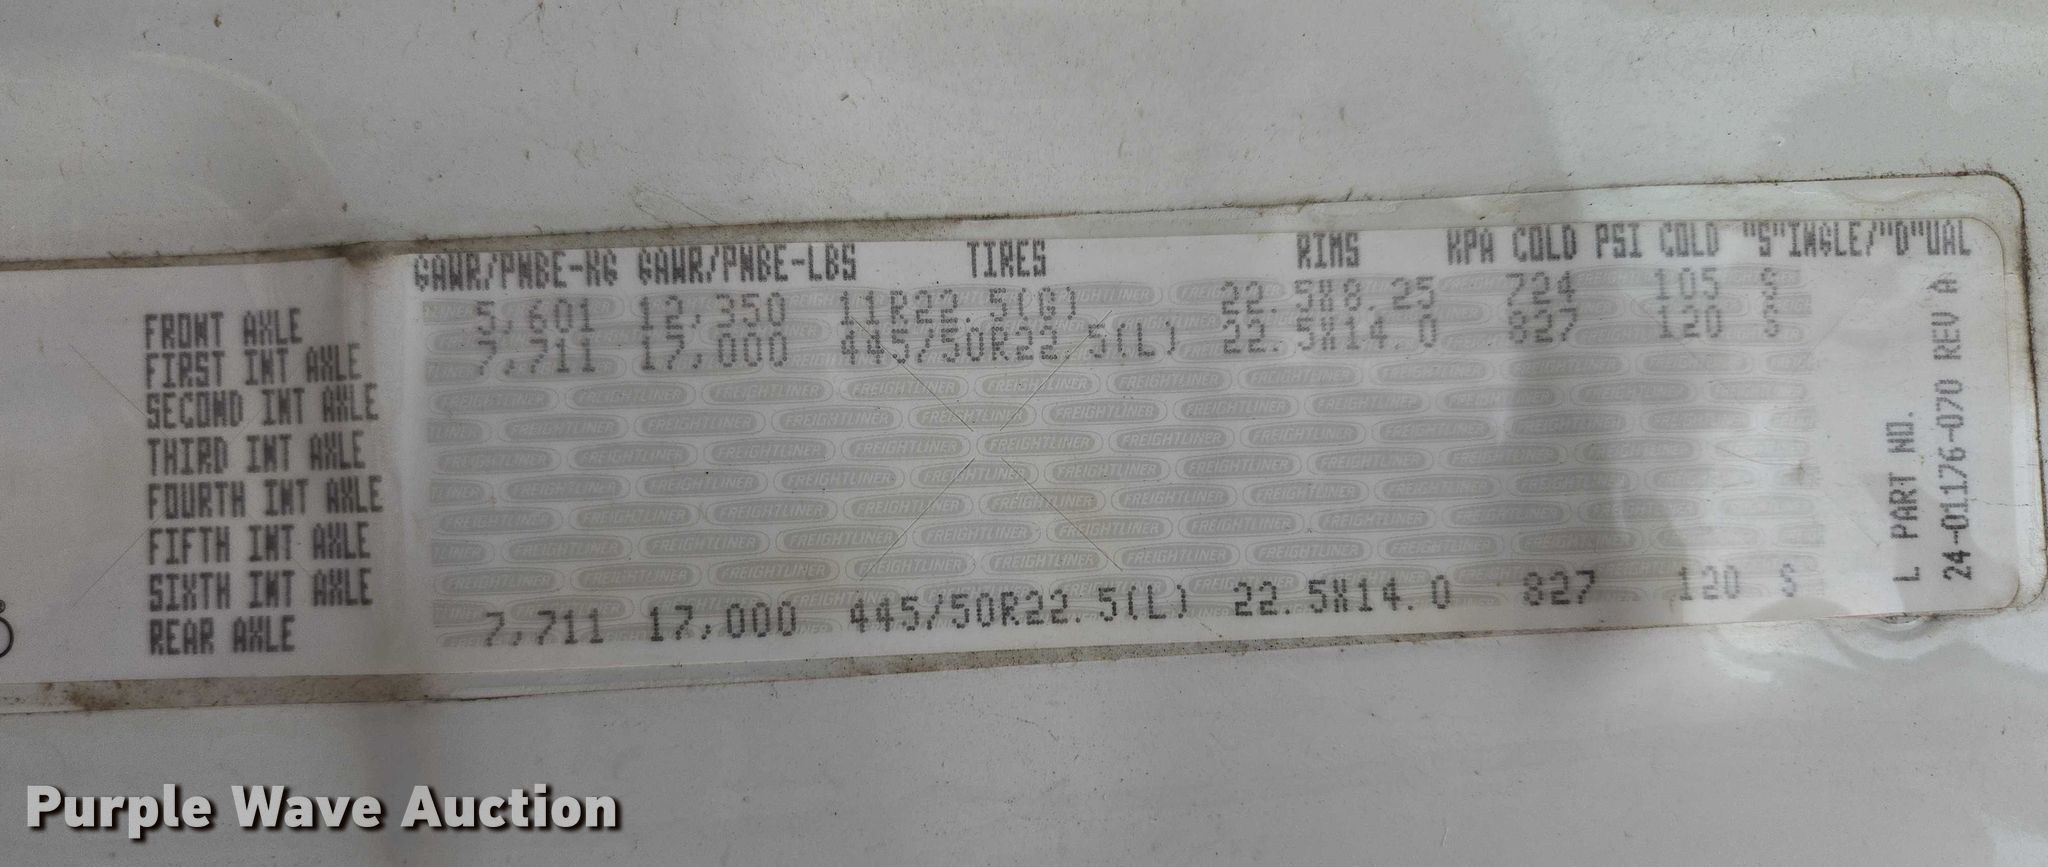 GAWR/PNBE-KG GAWR/PNBE-LBS TIRES RIMS KPA COLD PSI COLD "S"INGLE/"D"UAL
FRONT AXLE 5,601 12,350 11R22.5(G) 22.5X8.25 724 105 S
FIRST INT AXLE 7,711 17,000 445/50R22.5(L) 22.5X14.0 827 120 S
SECOND INT AXLE
THIRD INT AXLE
FOURTH INT AXLE
FIFTH INT AXLE
SIXTH INT AXLE
REAR AXLE 7,711 17,000 445/50R22.5(L) 22.5X14.0 827 120 S
L PART NO.
24-01176-070 REV A
FREIGHTLINER
Purple Wave Auction